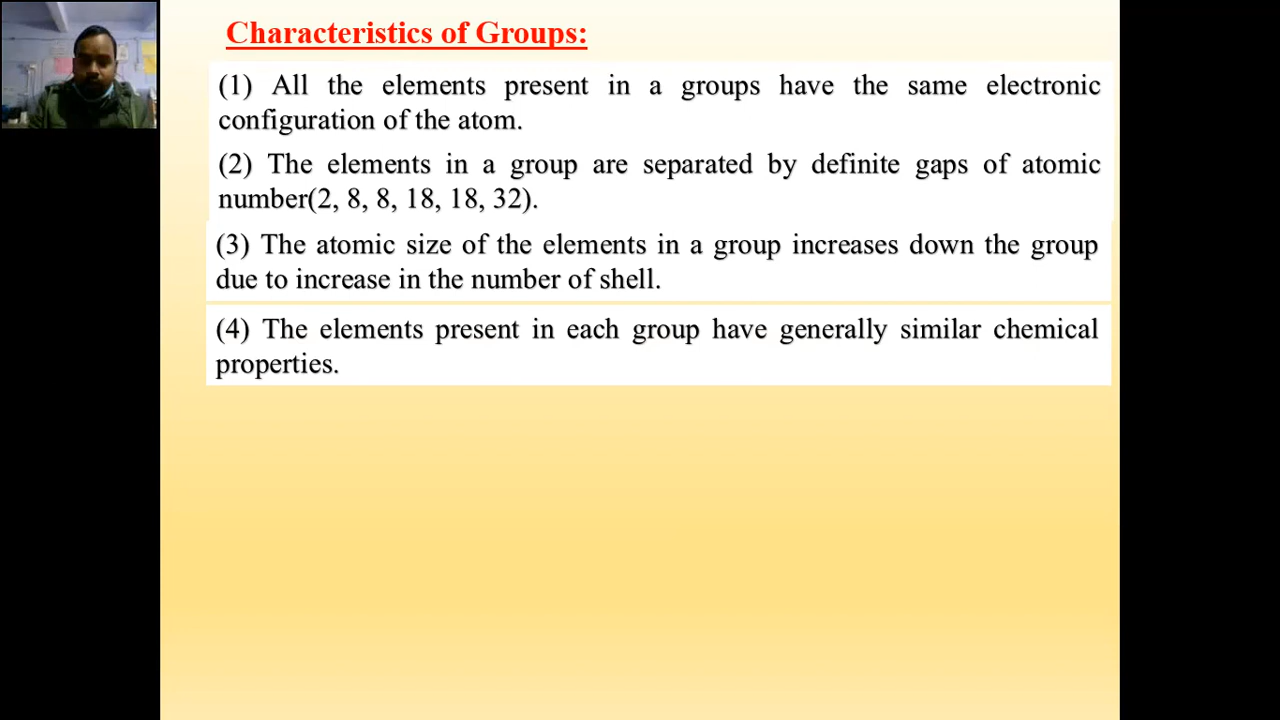 Characteristics of Groups:
(1) All the elements present in a groups have the same electronic
configuration of the atom.
(2) The elements in a group are separated by definite gaps of atomic
number(2, 8, 8, 18, 18, 32).
(3) The atomic size of the elements in a group increases down the group
due to increase in the number of shell.
(4) The elements present in each group have generally similar chemical
properties.